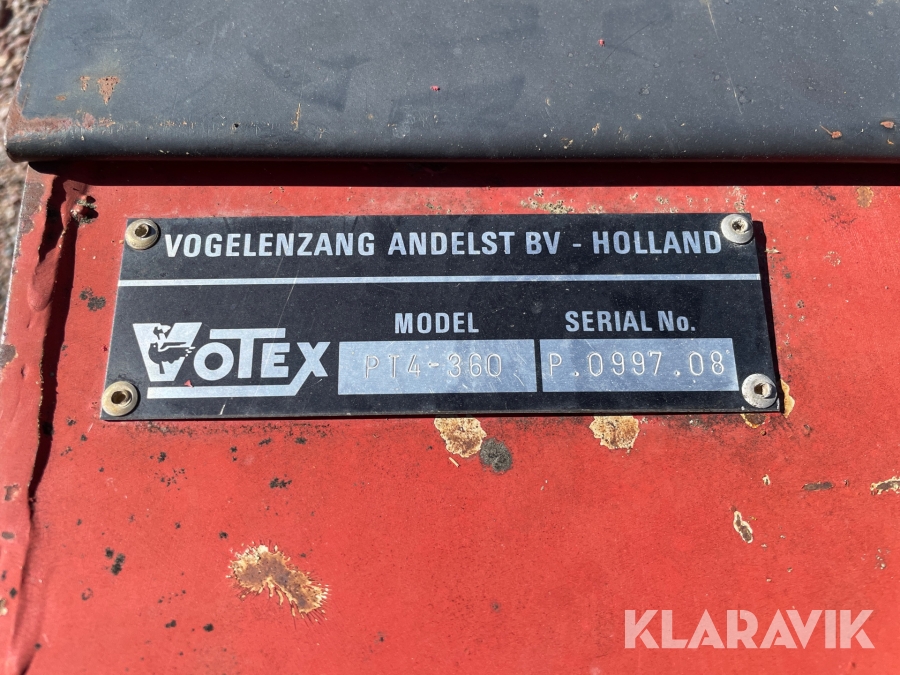 VOGELENZANG ANDELST BV - HOLLAND
MODEL SERIAL No.
VOTEX PT4-360 P.0997.08
KLARAVIK